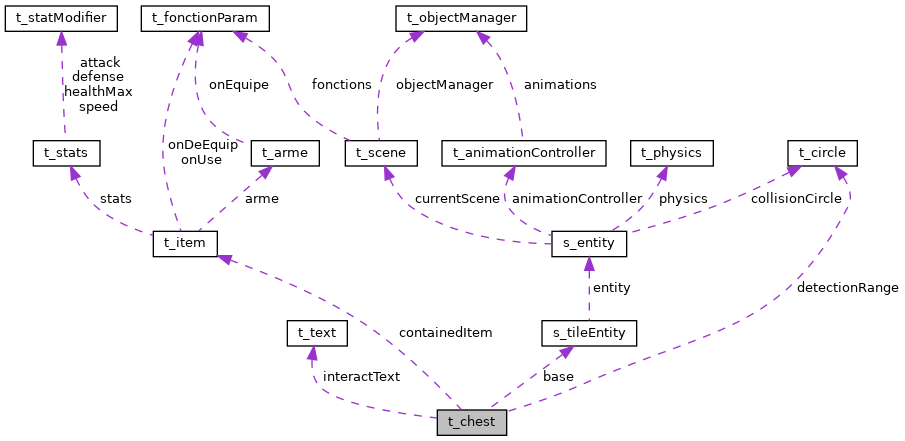 t_statModifier
t_fonctionParam
t_objectManager
attack
defense
healthMax
speed
onEquipe
fonctions
objectManager
animations
onDeEquip
onUse
t_stats
t_arme
t_scene
t_animationController
t_physics
t_circle
stats
arme
currentScene
animationController
physics
collisionCircle
t_item
s_entity
entity
detectionRange
t_text
containedItem
s_tileEntity
interactText
base
t_chest